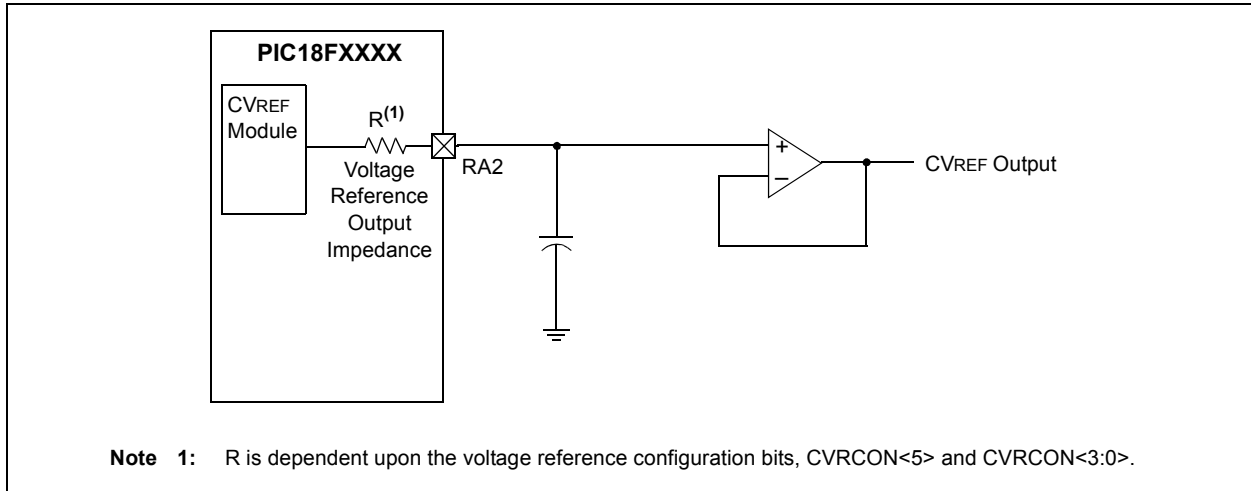 PIC18FXXXX
CVREF
Module
R(1)
Voltage
Reference
Output
Impedance
RA2
+
–
CVREF Output
Note 1: R is dependent upon the voltage reference configuration bits, CVRCON<5> and CVRCON<3:0>.